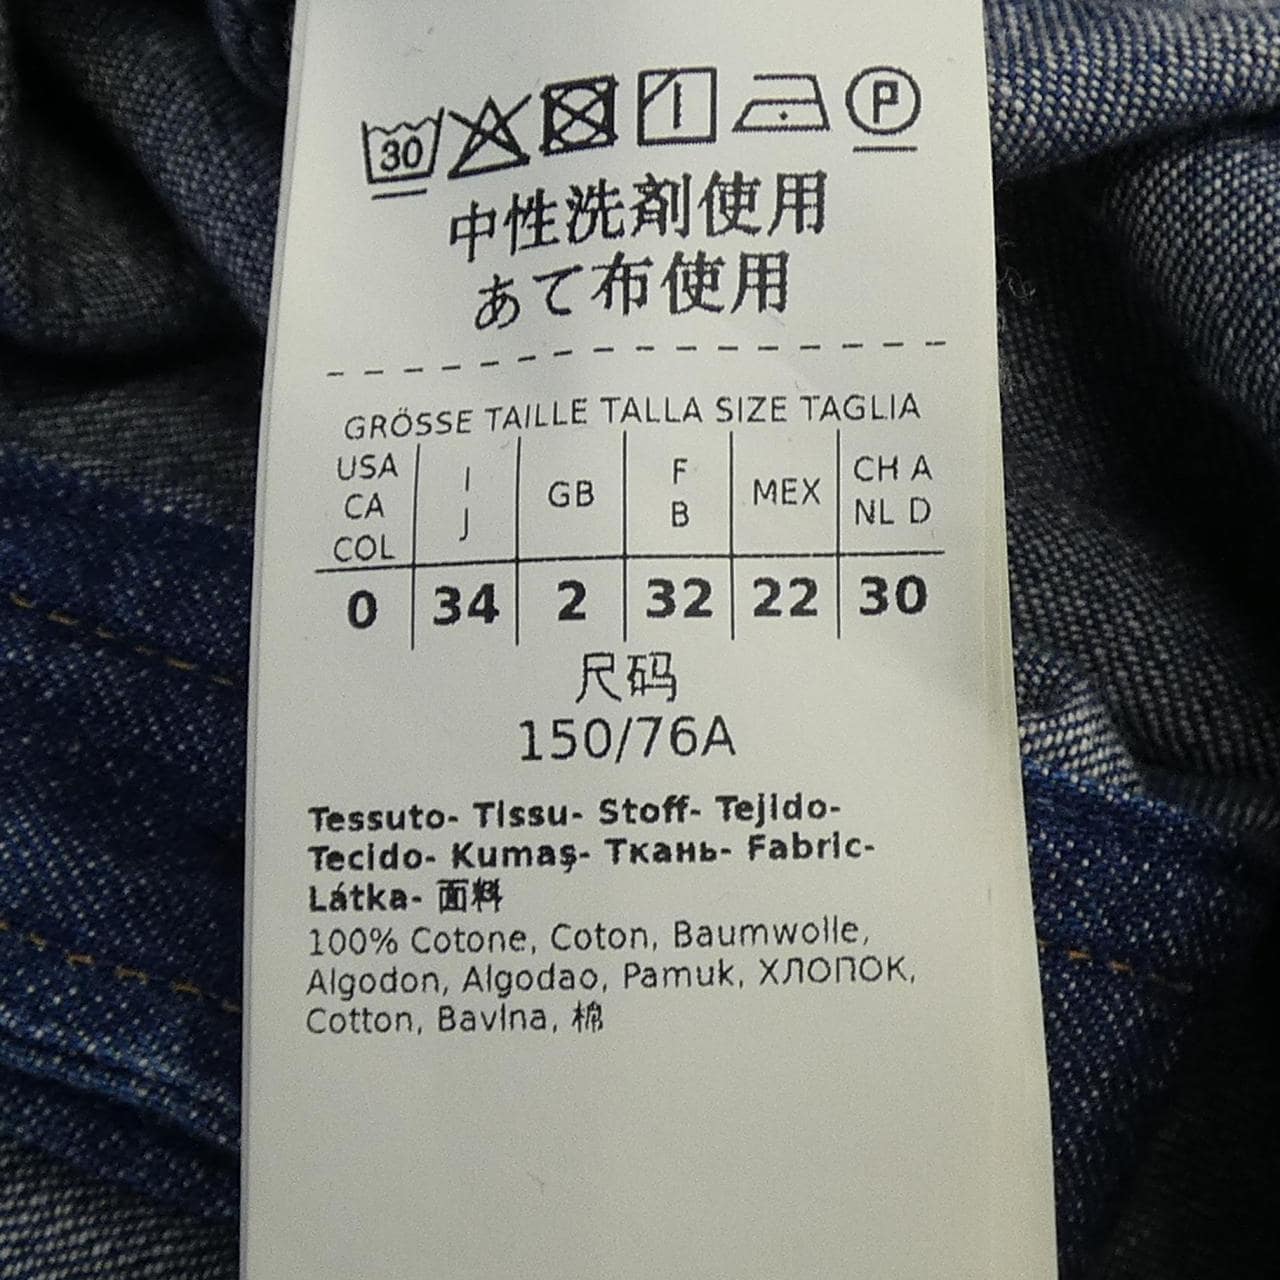 30 P
中性洗剤使用
あて布使用
GRÖSSE TAILLE TALLA SIZE TAGLIA
USA CA COL I J GB F B MEX CH A NL D
0 34 2 32 22 30
尺码
150/76A
Tessuto- Tissu- Stoff- Tejido-
Tecido- Kumaş- Ткань- Fabric-
Látka- 面料
100% Cotone, Coton, Baumwolle,
Algodon, Algodao, Pamuk, ХЛОПОК,
Cotton, Bavlna, 棉